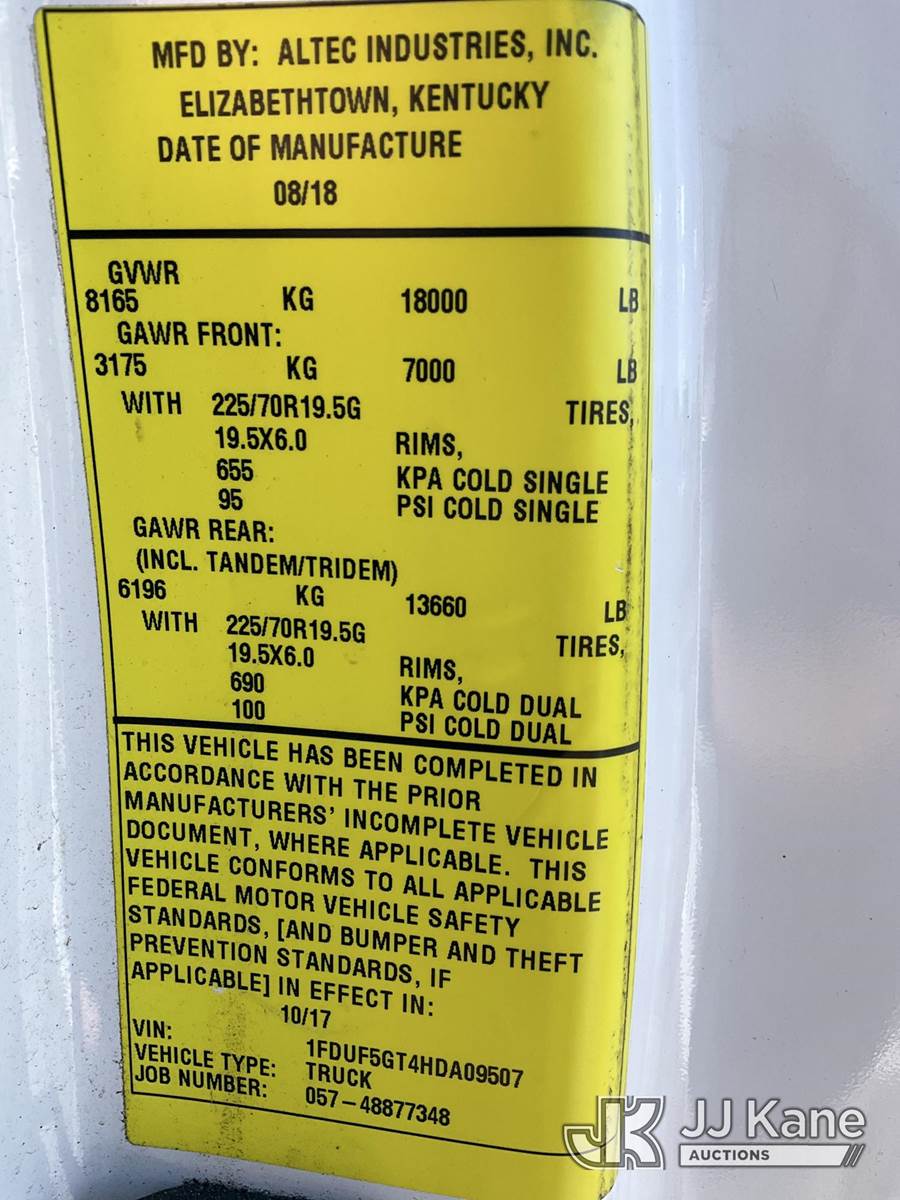 MFD BY: ALTEC INDUSTRIES, INC.
ELIZABETHTOWN, KENTUCKY
DATE OF MANUFACTURE
08/18
GVWR
8165 KG 18000 LB
GAWR FRONT:
3175 KG 7000 LB
WITH 225/70R19.5G TIRES,
19.5X6.0 RIMS,
655 KPA COLD SINGLE
95 PSI COLD SINGLE
GAWR REAR:
(INCL. TANDEM/TRIDEM)
6196 KG 13660 LB
WITH 225/70R19.5G TIRES,
19.5X6.0 RIMS,
690 KPA COLD DUAL
100 PSI COLD DUAL
THIS VEHICLE HAS BEEN COMPLETED IN
ACCORDANCE WITH THE PRIOR
MANUFACTURERS' INCOMPLETE VEHICLE
DOCUMENT, WHERE APPLICABLE. THIS
VEHICLE CONFORMS TO ALL APPLICABLE
FEDERAL MOTOR VEHICLE SAFETY
STANDARDS, [AND BUMPER AND THEFT
PREVENTION STANDARDS, IF
APPLICABLE] IN EFFECT IN:
10/17
VIN: 1FDUF5GT4HDA09507
VEHICLE TYPE: TRUCK
JOB NUMBER: 057-48877348
JK JJ Kane
AUCTIONS